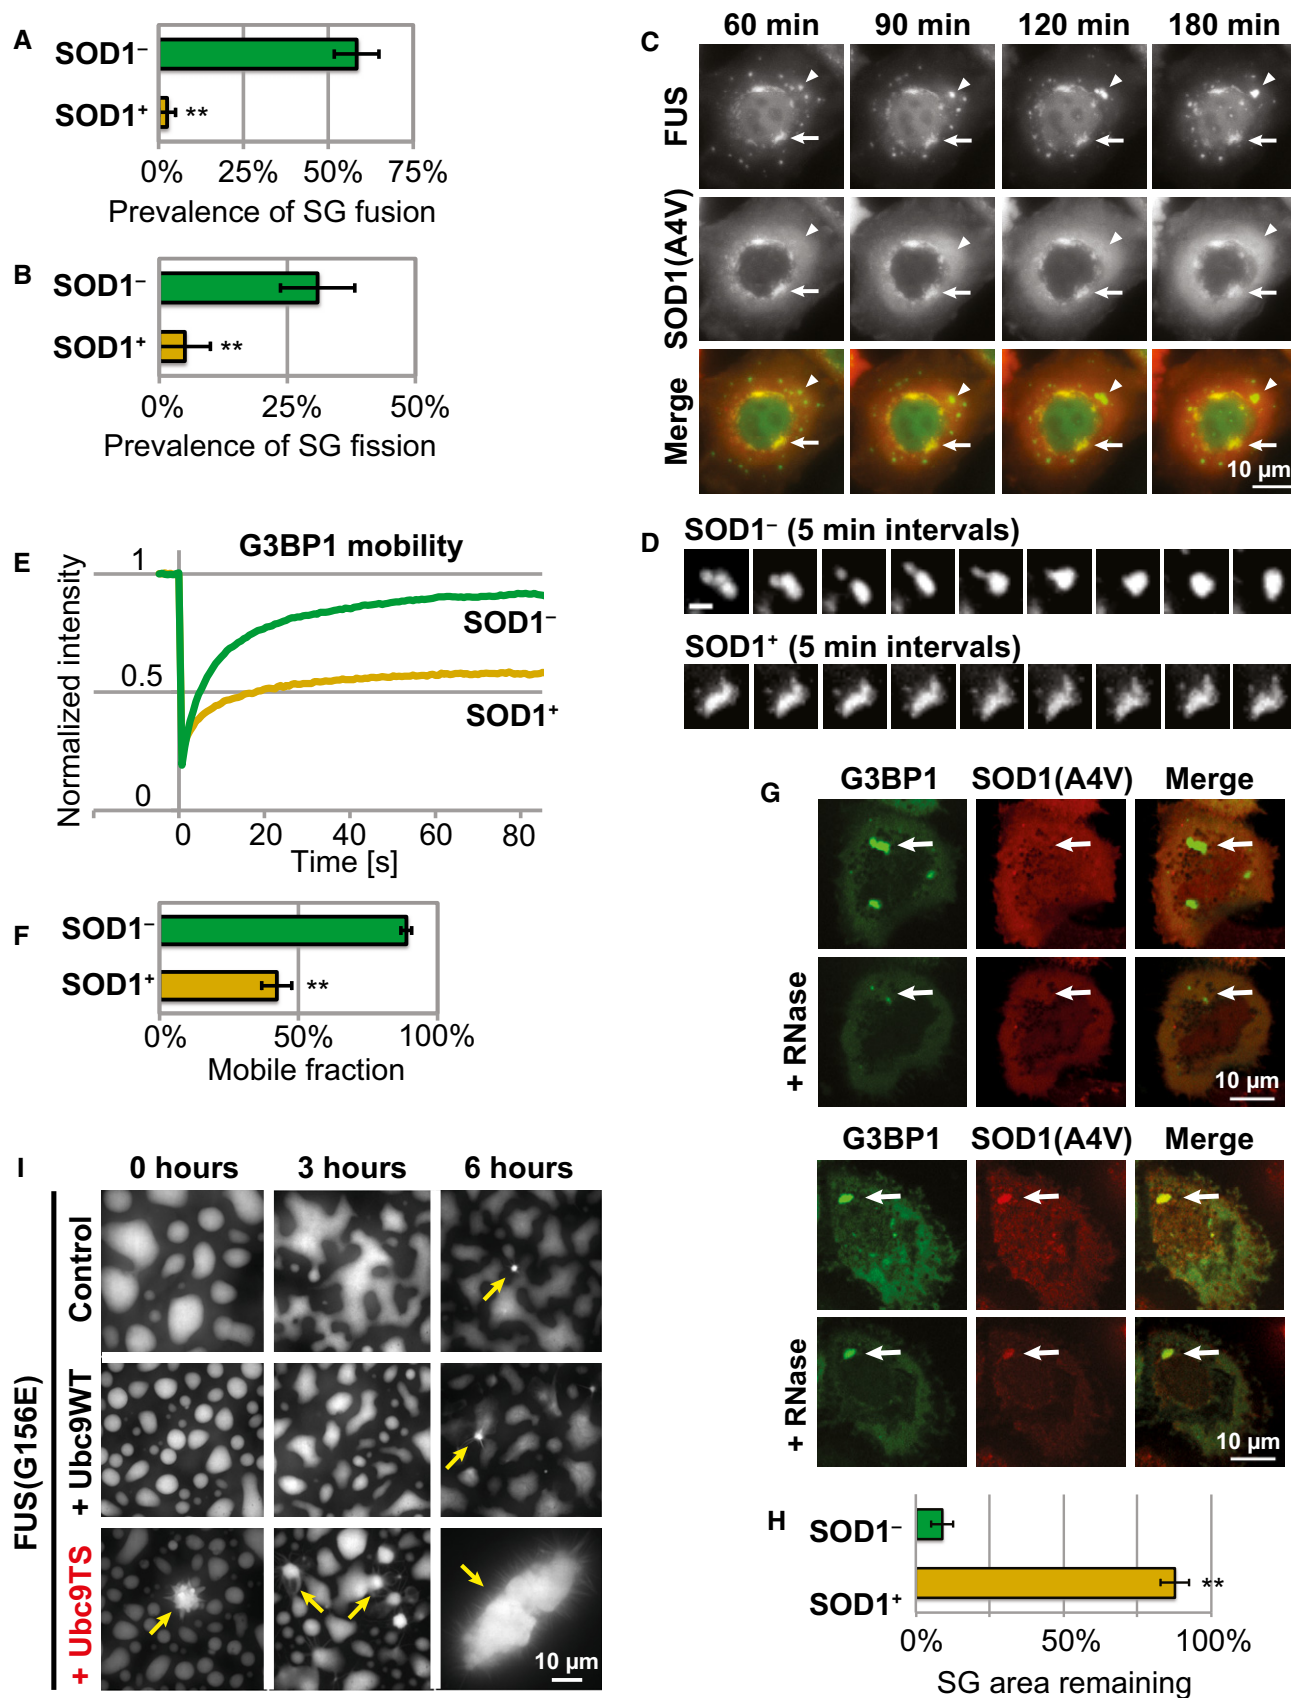 A
SOD1⁻
SOD1⁺
**
0% 25% 50% 75%
Prevalence of SG fusion
B
SOD1⁻
SOD1⁺
**
0% 25% 50%
Prevalence of SG fission
C
60 min 90 min 120 min 180 min
FUS
SOD1(A4V)
Merge
10 µm
D
SOD1⁻ (5 min intervals)
SOD1⁺ (5 min intervals)
E
G3BP1 mobility
Normalized intensity
1
0.5
0
SOD1⁻
SOD1⁺
0 20 40 60 80
Time [s]
F
SOD1⁻
SOD1⁺
**
0% 50% 100%
Mobile fraction
G
G3BP1 SOD1(A4V) Merge
+ RNase
10 µm
G3BP1 SOD1(A4V) Merge
+ RNase
10 µm
H
SOD1⁻
SOD1⁺
**
0% 50% 100%
SG area remaining
I
0 hours 3 hours 6 hours
FUS(G156E)
Control
+ Ubc9WT
+ Ubc9TS
10 µm